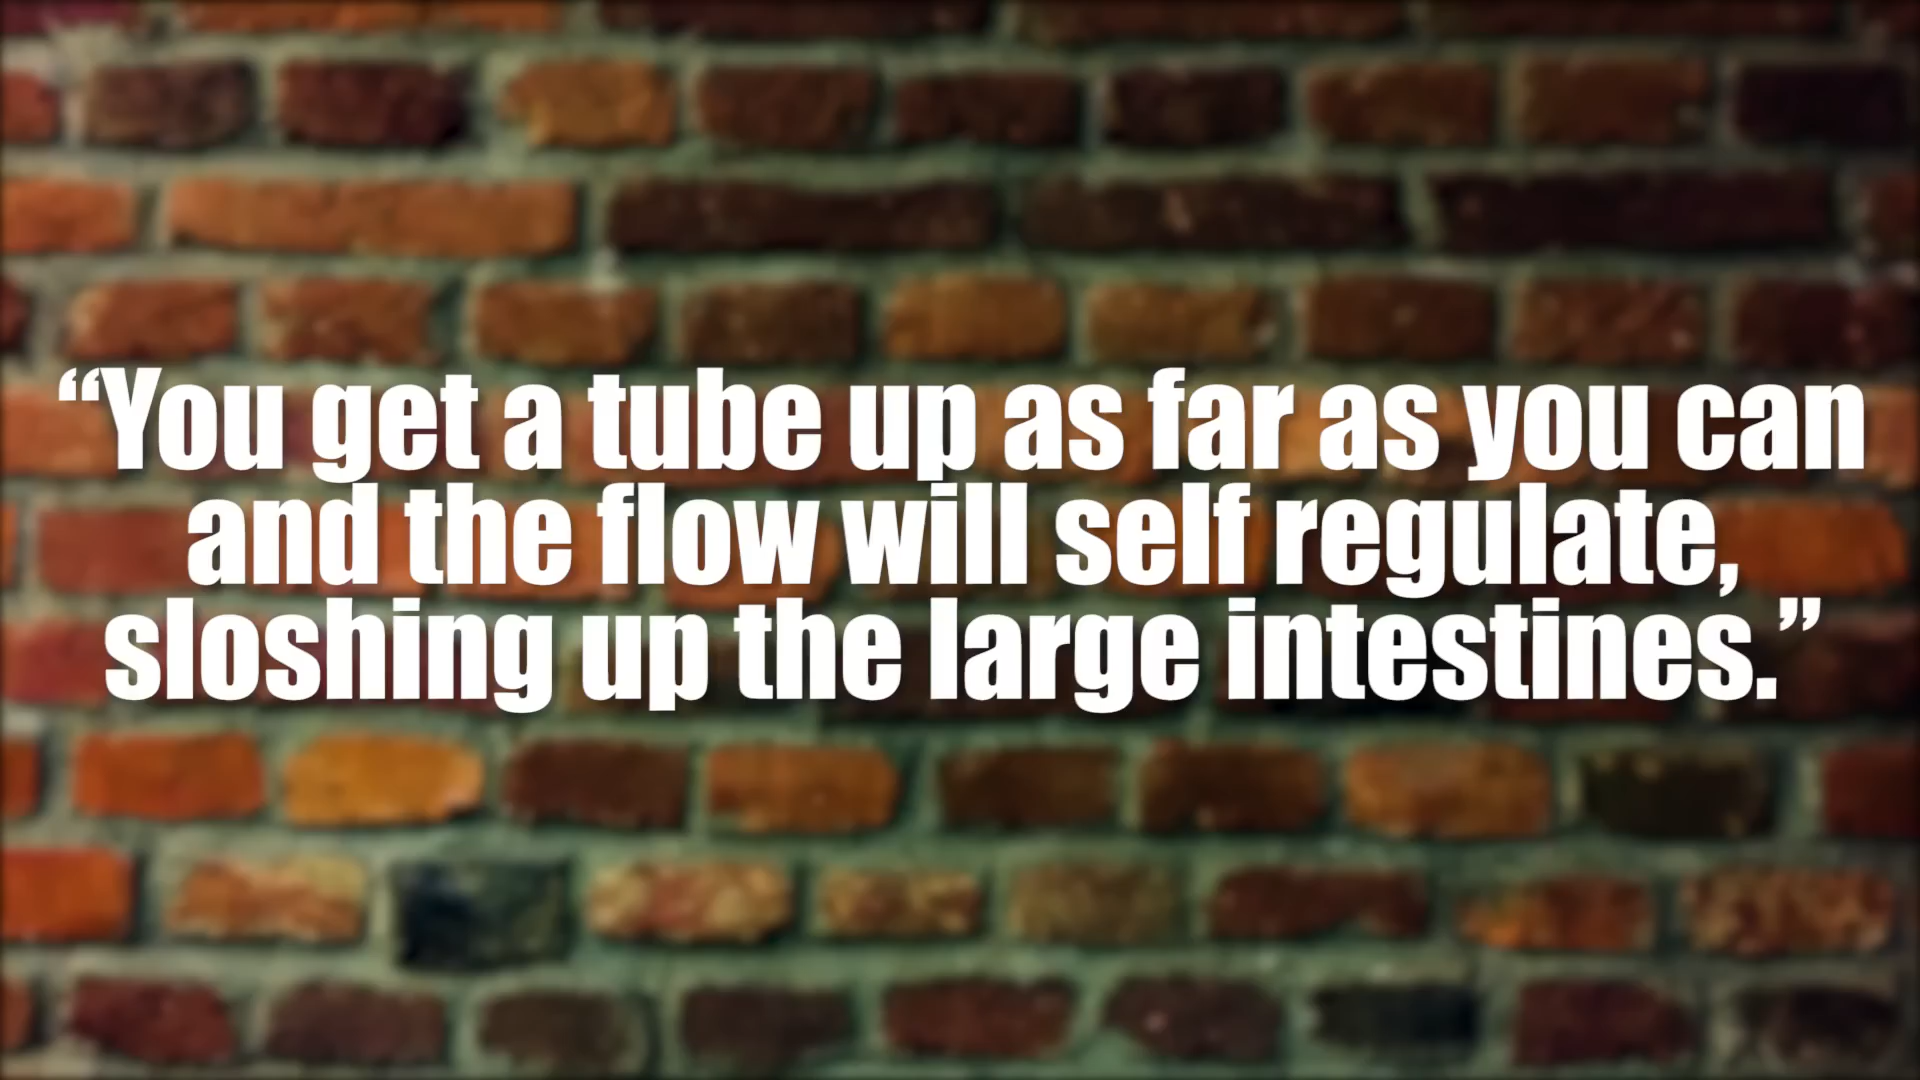 “You get a tube up as far as you can
and the flow will self regulate,
sloshing up the large intestines.”